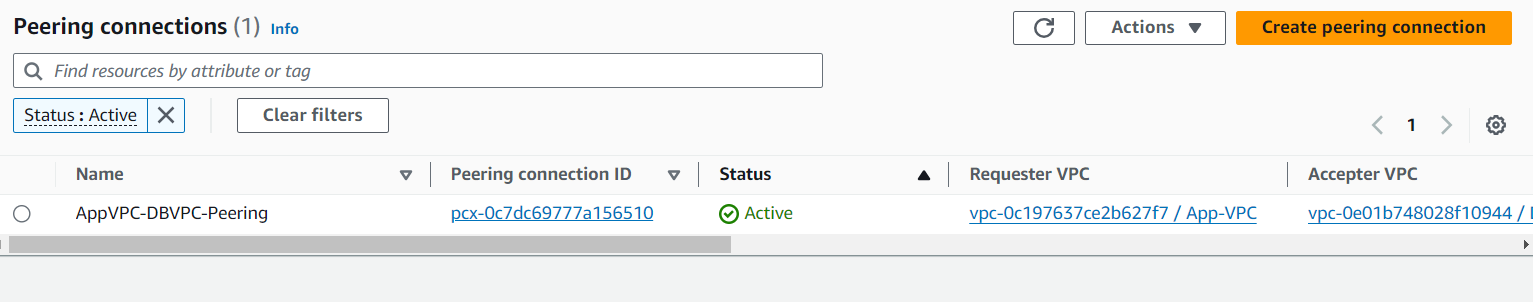 Peering connections (1) Info
Actions
Create peering connection
Find resources by attribute or tag
Status : Active
Clear filters
1
Name Peering connection ID Status Requester VPC Accepter VPC
AppVPC-DBVPC-Peering pcx-0c7dc69777a156510 Active vpc-0c197637ce2b627f7 / App-VPC vpc-0e01b748028f10944 /